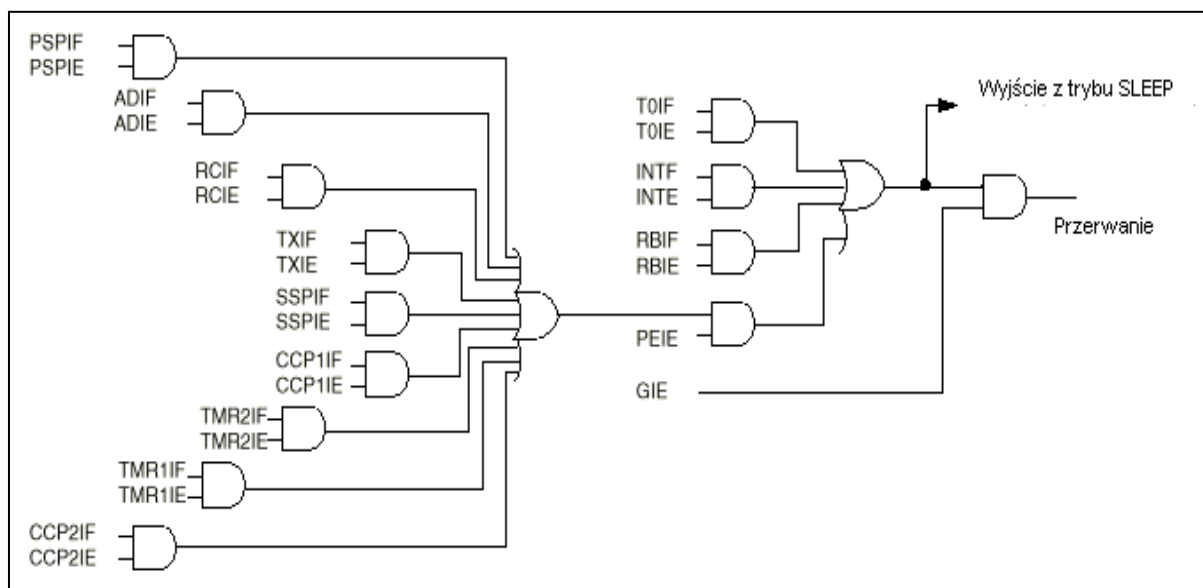 PSPIF
PSPIE
ADIF
ADIE
RCIF
RCIE
TXIF
TXIE
SSPIF
SSPIE
CCP1IF
CCP1IE
TMR2IF
TMR2IE
TMR1IF
TMR1IE
CCP2IF
CCP2IE
T0IF
T0IE
INTF
INTE
RBIF
RBIE
PEIE
GIE
Wyjście z trybu SLEEP
Przerwanie